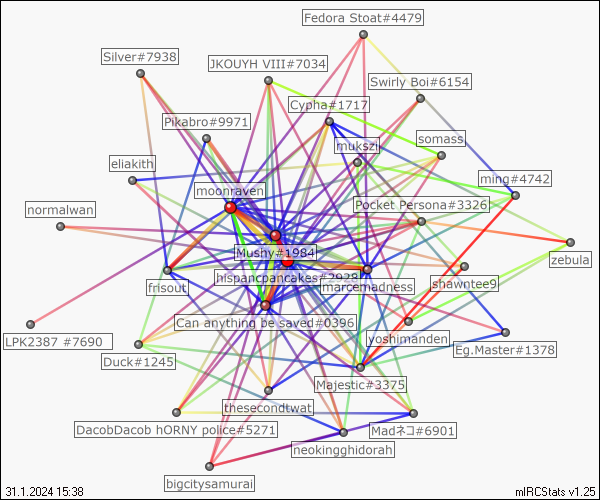 Fedora Stoat#4479
Silver#7938
JKOUYH VIII#7034
Swirly Boi#6154
Cypha#1717
Pikabro#9971
somass
mukszi
eliakith
ming#4742
moonraven
Pocket Persona#3326
normalwan
Mushy#1984
zebula
hispancpancakes#2928
frisout
marcemadness
shawntee9
Can anything be saved#0396
LPK2387 #7690
yoshimanden
Eg.Master#1378
Duck#1245
Majestic#3375
thesecondtwat
DacobDacob hORNY police#5271
Madネコ#6901
neokingghidorah
bigcitysamurai
31.1.2024 15:38
mIRCStats v1.25